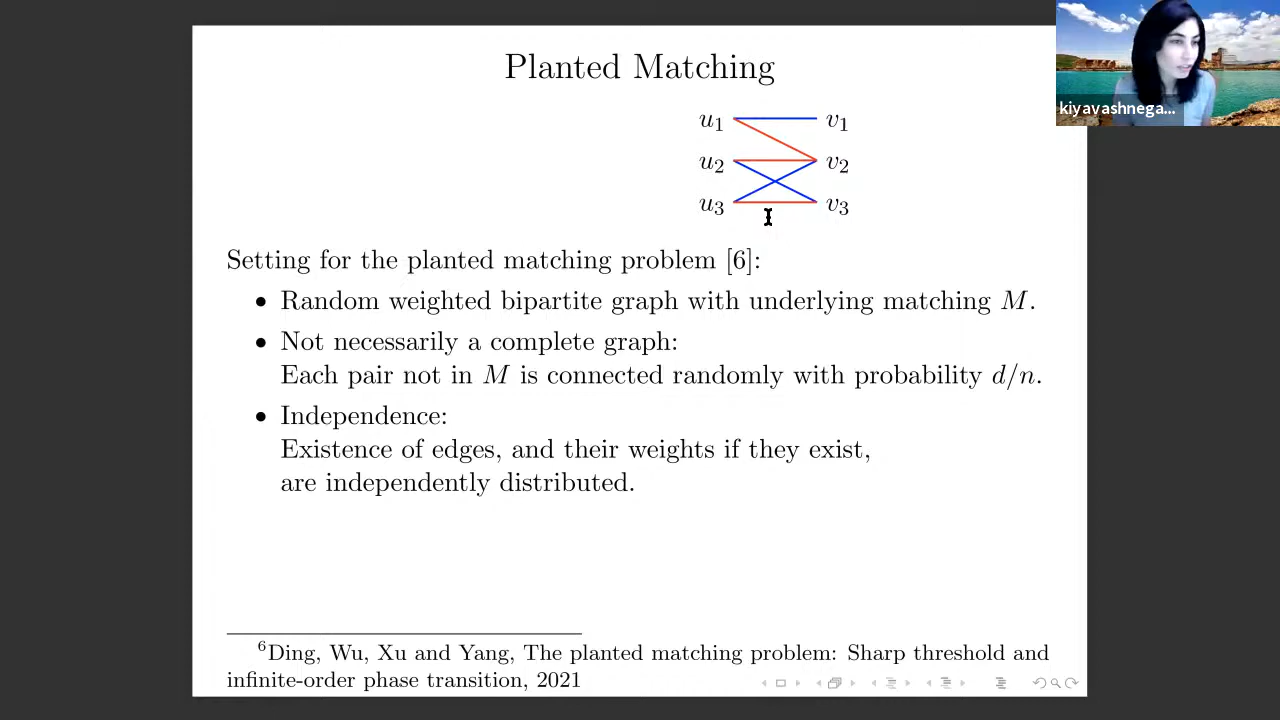 Planted Matching
kiyavashnega...
u1 v1
u2 v2
u3 v3
Setting for the planted matching problem [6]:
• Random weighted bipartite graph with underlying matching M.
• Not necessarily a complete graph:
Each pair not in M is connected randomly with probability d/n.
• Independence:
Existence of edges, and their weights if they exist,
are independently distributed.
6Ding, Wu, Xu and Yang, The planted matching problem: Sharp threshold and
infinite-order phase transition, 2021